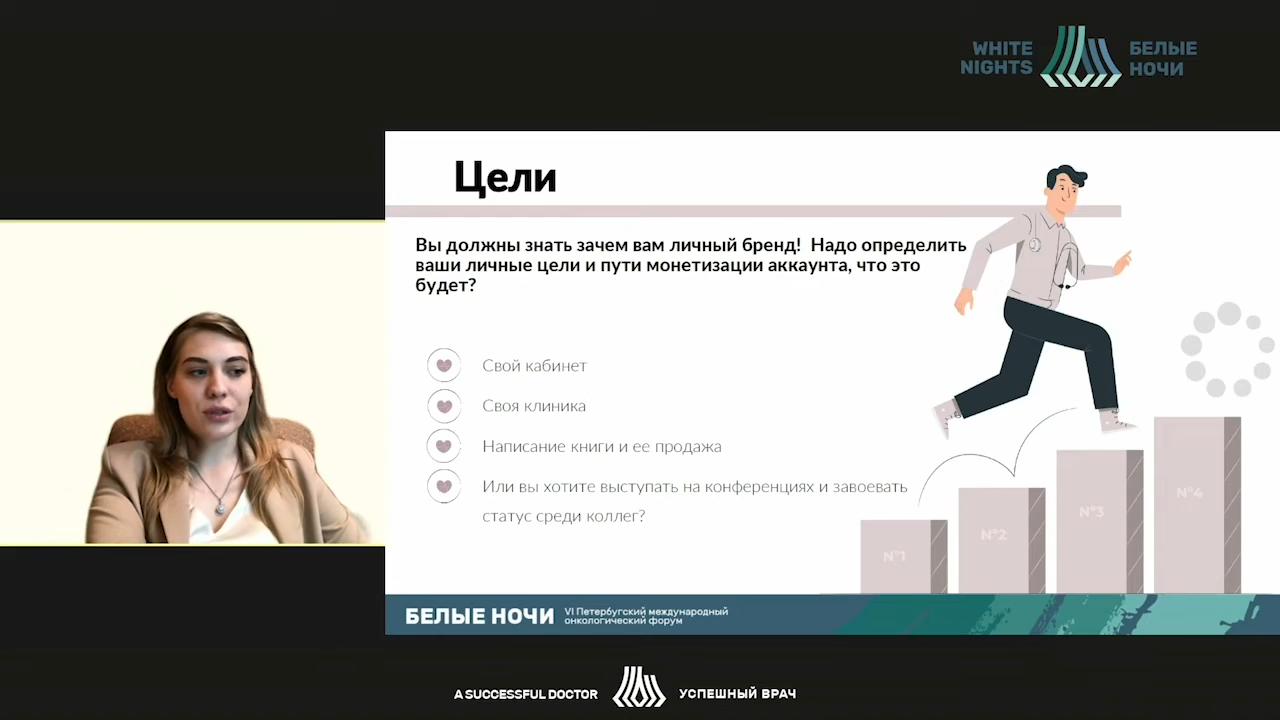 WHITE
NIGHTS
БЕЛЫЕ
НОЧИ
Цели
Вы должны знать зачем вам личный бренд! Надо определить
ваши личные цели и пути монетизации аккаунта, что это
будет?
Свой кабинет
Своя клиника
Написание книги и ее продажа
Или вы хотите выступать на конференциях и завоевать
статус среди коллег?
№1
№2
№3
№4
БЕЛЫЕ НОЧИ
VI Петербугский международный
онкологический форум
A SUCCESSFUL DOCTOR
УСПЕШНЫЙ ВРАЧ